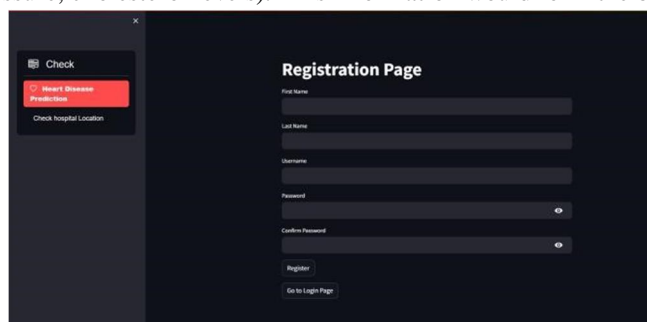 ×
Check
Heart Disease
Prediction
Check hospital Location
Registration Page
First Name
Last Name
Username
Password
Confirm Password
Register
Go to Login Page